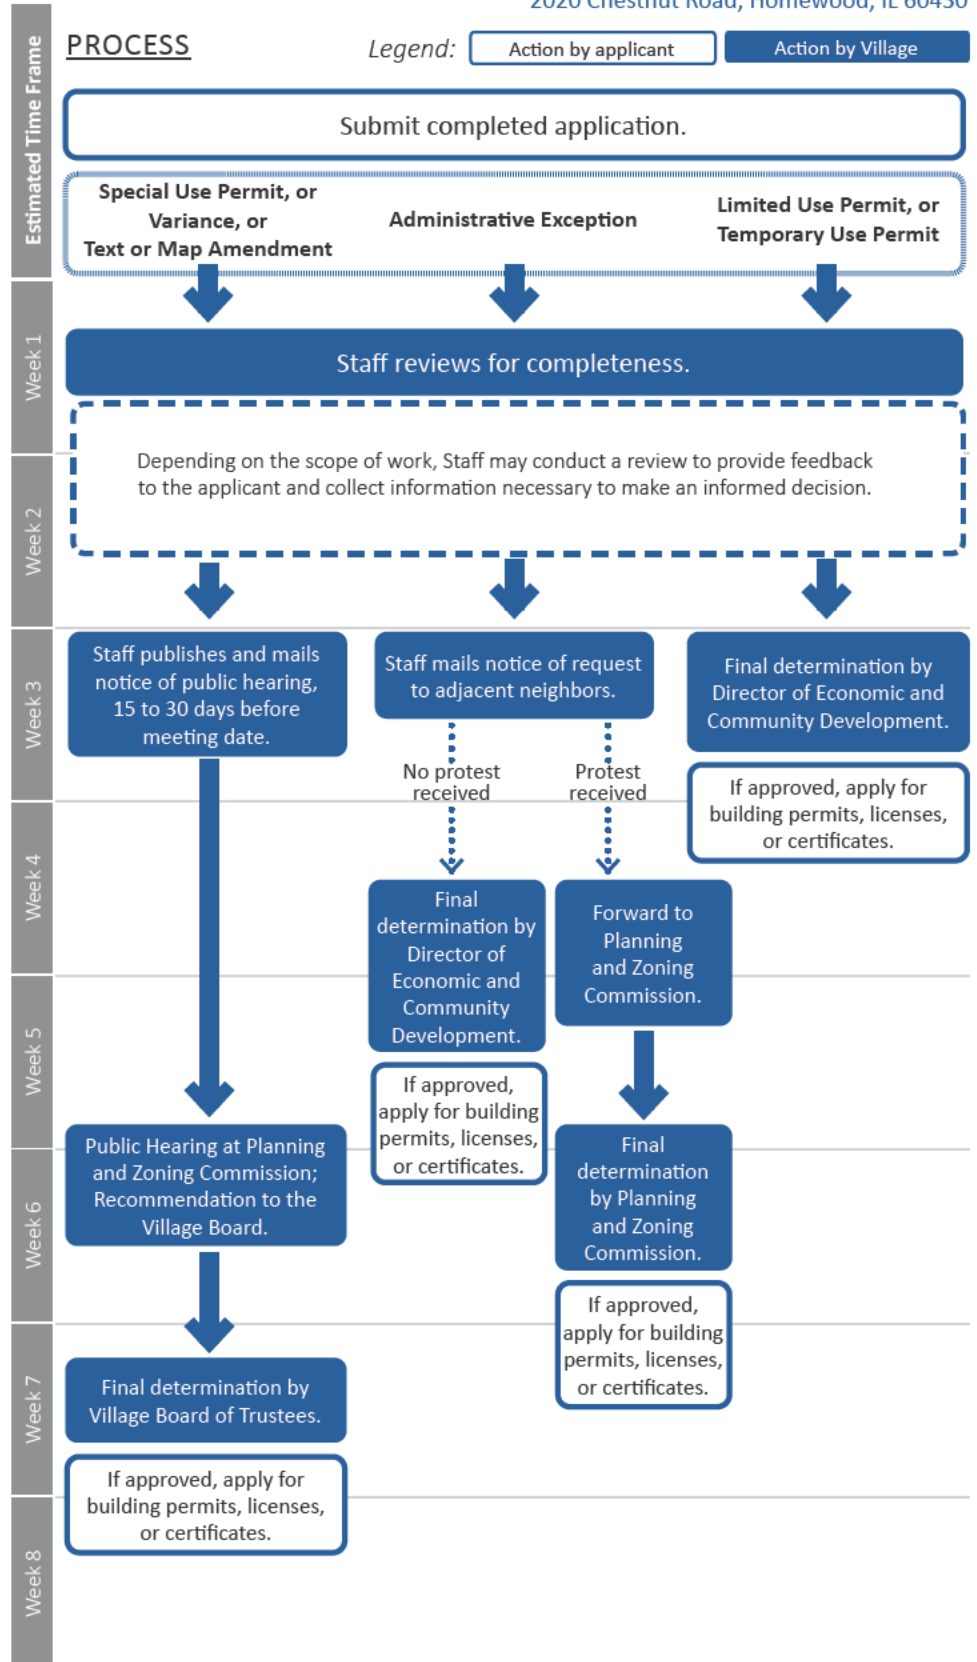 2020 Chestnut Road, Homewood, IL 60430
PROCESS
Legend:
Action by applicant
Action by Village
Estimated Time Frame
Submit completed application.
Special Use Permit, or
Variance, or
Text or Map Amendment
Administrative Exception
Limited Use Permit, or
Temporary Use Permit
Week 1
Staff reviews for completeness.
Depending on the scope of work, Staff may conduct a review to provide feedback
to the applicant and collect information necessary to make an informed decision.
Week 2
Week 3
Staff publishes and mails
notice of public hearing,
15 to 30 days before
meeting date.
Staff mails notice of request
to adjacent neighbors.
Final determination by
Director of Economic and
Community Development.
No protest
received
Protest
received
If approved, apply for
building permits, licenses,
or certificates.
Week 4
Final
determination by
Director of
Economic and
Community
Development.
Forward to
Planning
and Zoning
Commission.
Week 5
If approved,
apply for building
permits, licenses,
or certificates.
Public Hearing at Planning
and Zoning Commission;
Recommendation to the
Village Board.
Final
determination
by Planning
and Zoning
Commission.
Week 6
If approved,
apply for building
permits, licenses,
or certificates.
Week 7
Final determination by
Village Board of Trustees.
If approved, apply for
building permits, licenses,
or certificates.
Week 8